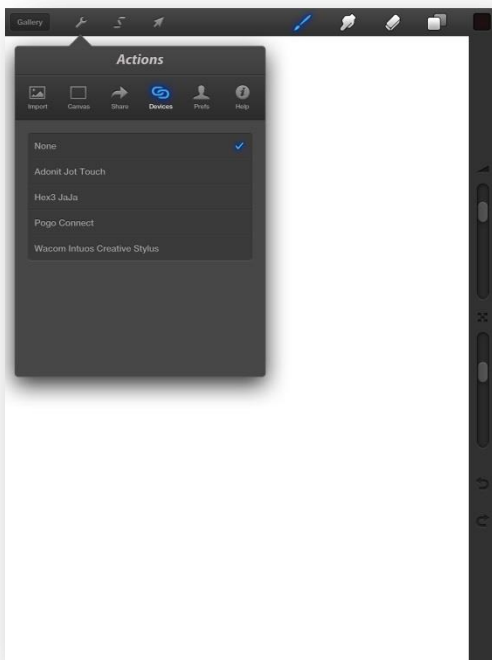 Gallery
Actions
Import Canvas Share Devices Prefs Help
None
Adonit Jot Touch
Hex3 JaJa
Pogo Connect
Wacom Intuos Creative Stylus